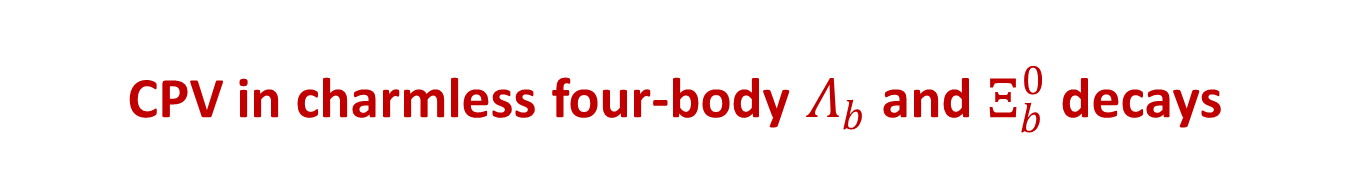 CPV in charmless four-body Λ_b and Ξ_b^0 decays